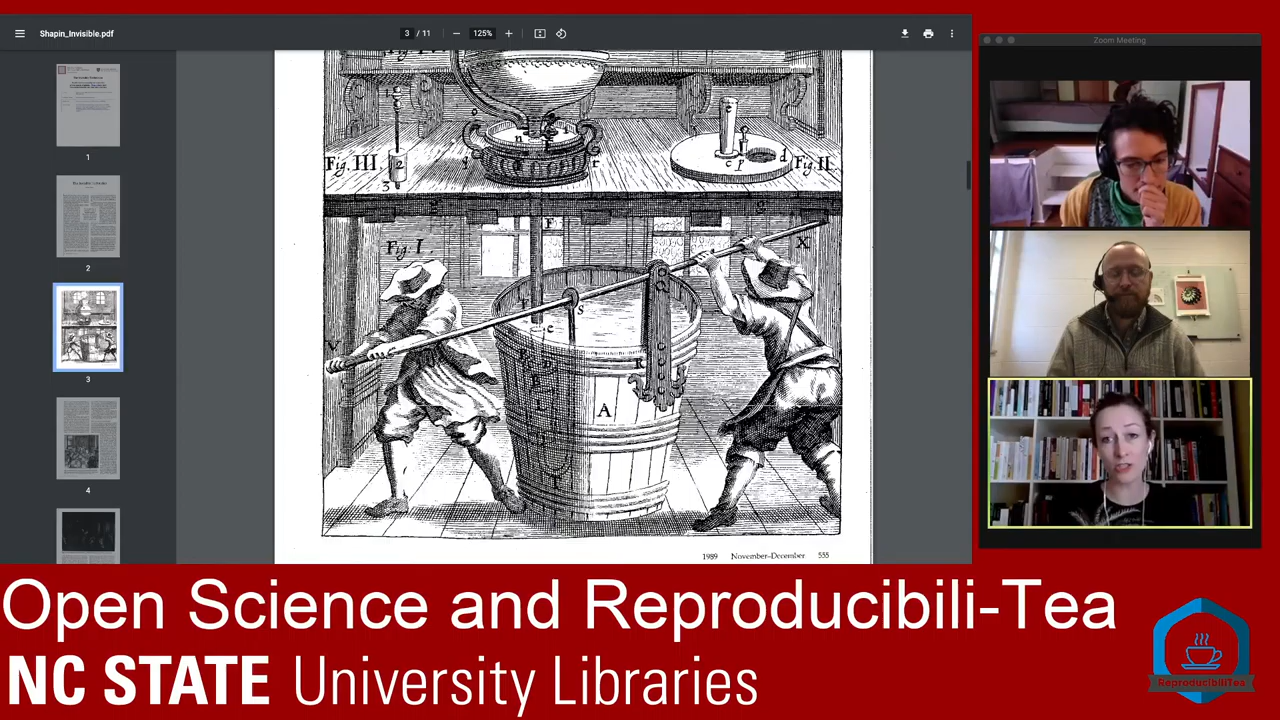 Shapin_Invisible.pdf
3 / 11
125%
Zoom Meeting
1
2
3
4
Fig. III.
Fig. II.
Fig. I
F
X
S
A
1989 November–December 555
Open Science and Reproducibili-Tea
NC STATE University Libraries
ReproducibiliTea